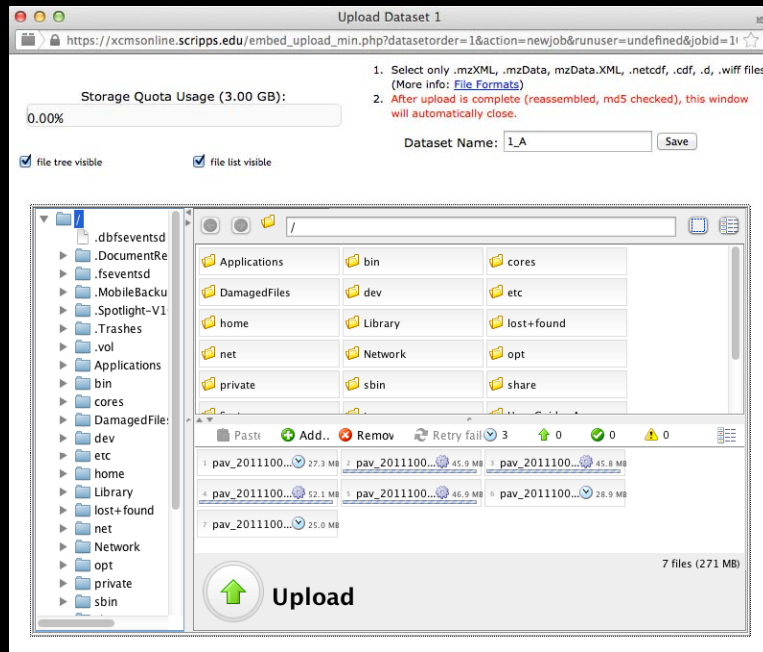 Upload Dataset 1
https://xcmsonline.scripps.edu/embed_upload_min.php?datasetorder=1&action=newjob&runuser=undefined&jobid=1
Storage Quota Usage (3.00 GB):
0.00%
file tree visible
file list visible
1. Select only .mzXML, .mzData, mzData.XML, .netcdf, .cdf, .d, .wiff files
(More info: File Formats)
2. After upload is complete (reassembled, md5 checked), this window
will automatically close.
Dataset Name: 1_A Save
/
.dbfseventsd
.DocumentRe
.fseventsd
.MobileBacku
.Spotlight-V1
.Trashes
.vol
Applications
bin
cores
DamagedFile
dev
etc
home
Library
lost+found
net
Network
opt
private
sbin
/
Applications bin cores
DamagedFiles dev etc
home Library lost+found
net Network opt
private sbin share
Paste Add.. Remov Retry fail 3 0 0 0
1 pav_2011100... 27.3 MB 2 pav_2011100... 45.9 MB 3 pav_2011100... 45.8 MB
4 pav_2011100... 52.1 MB 5 pav_2011100... 46.9 MB 6 pav_2011100... 28.9 MB
7 pav_2011100... 25.0 MB
7 files (271 MB)
Upload